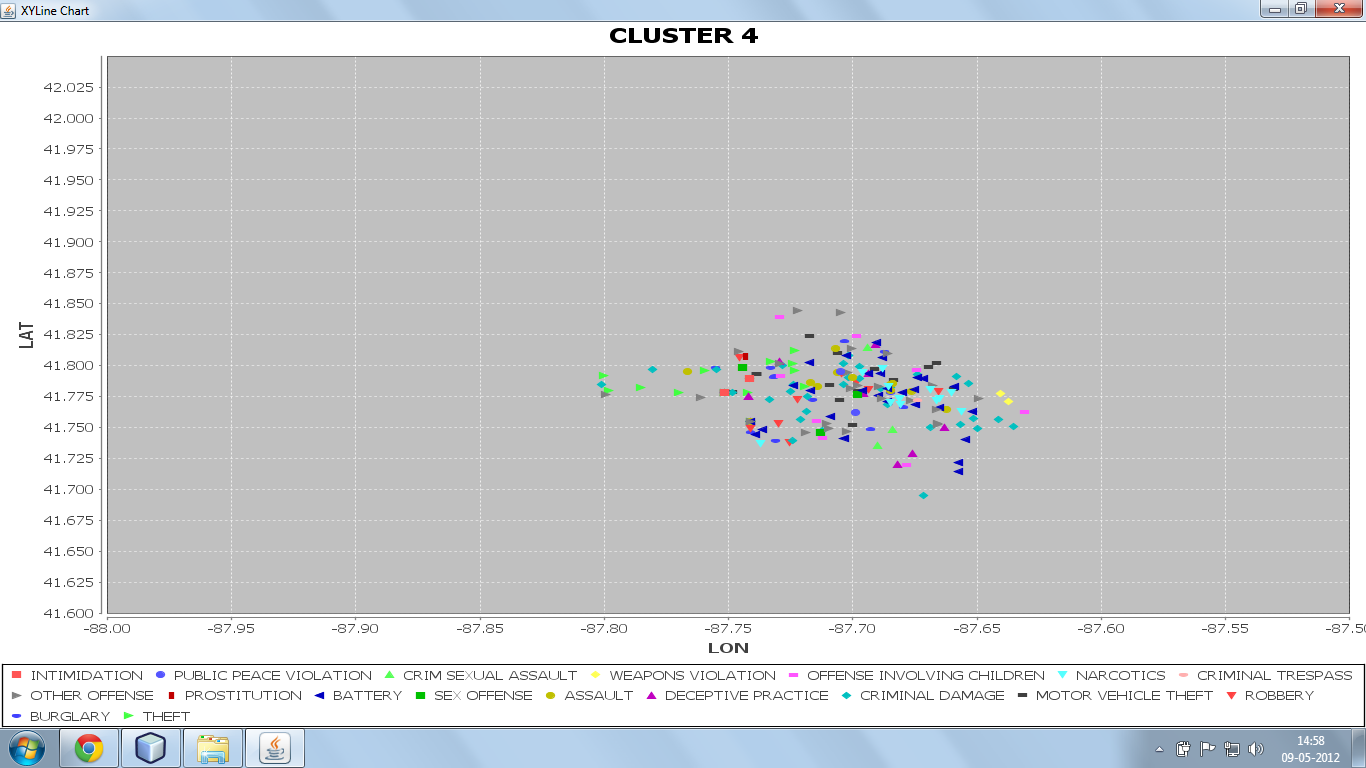 XYLine Chart
CLUSTER 4
42.025
42.000
41.975
41.950
41.925
41.900
41.875
41.850
41.825
41.800
41.775
41.750
41.725
41.700
41.675
41.650
41.625
41.600
LAT
-88.00 -87.95 -87.90 -87.85 -87.80 -87.75 -87.70 -87.65 -87.60 -87.55 -87.50
LON
INTIMIDATION PUBLIC PEACE VIOLATION CRIM SEXUAL ASSAULT WEAPONS VIOLATION OFFENSE INVOLVING CHILDREN NARCOTICS CRIMINAL TRESPASS
OTHER OFFENSE PROSTITUTION BATTERY SEX OFFENSE ASSAULT DECEPTIVE PRACTICE CRIMINAL DAMAGE MOTOR VEHICLE THEFT ROBBERY
BURGLARY THEFT
14:58
09-05-2012